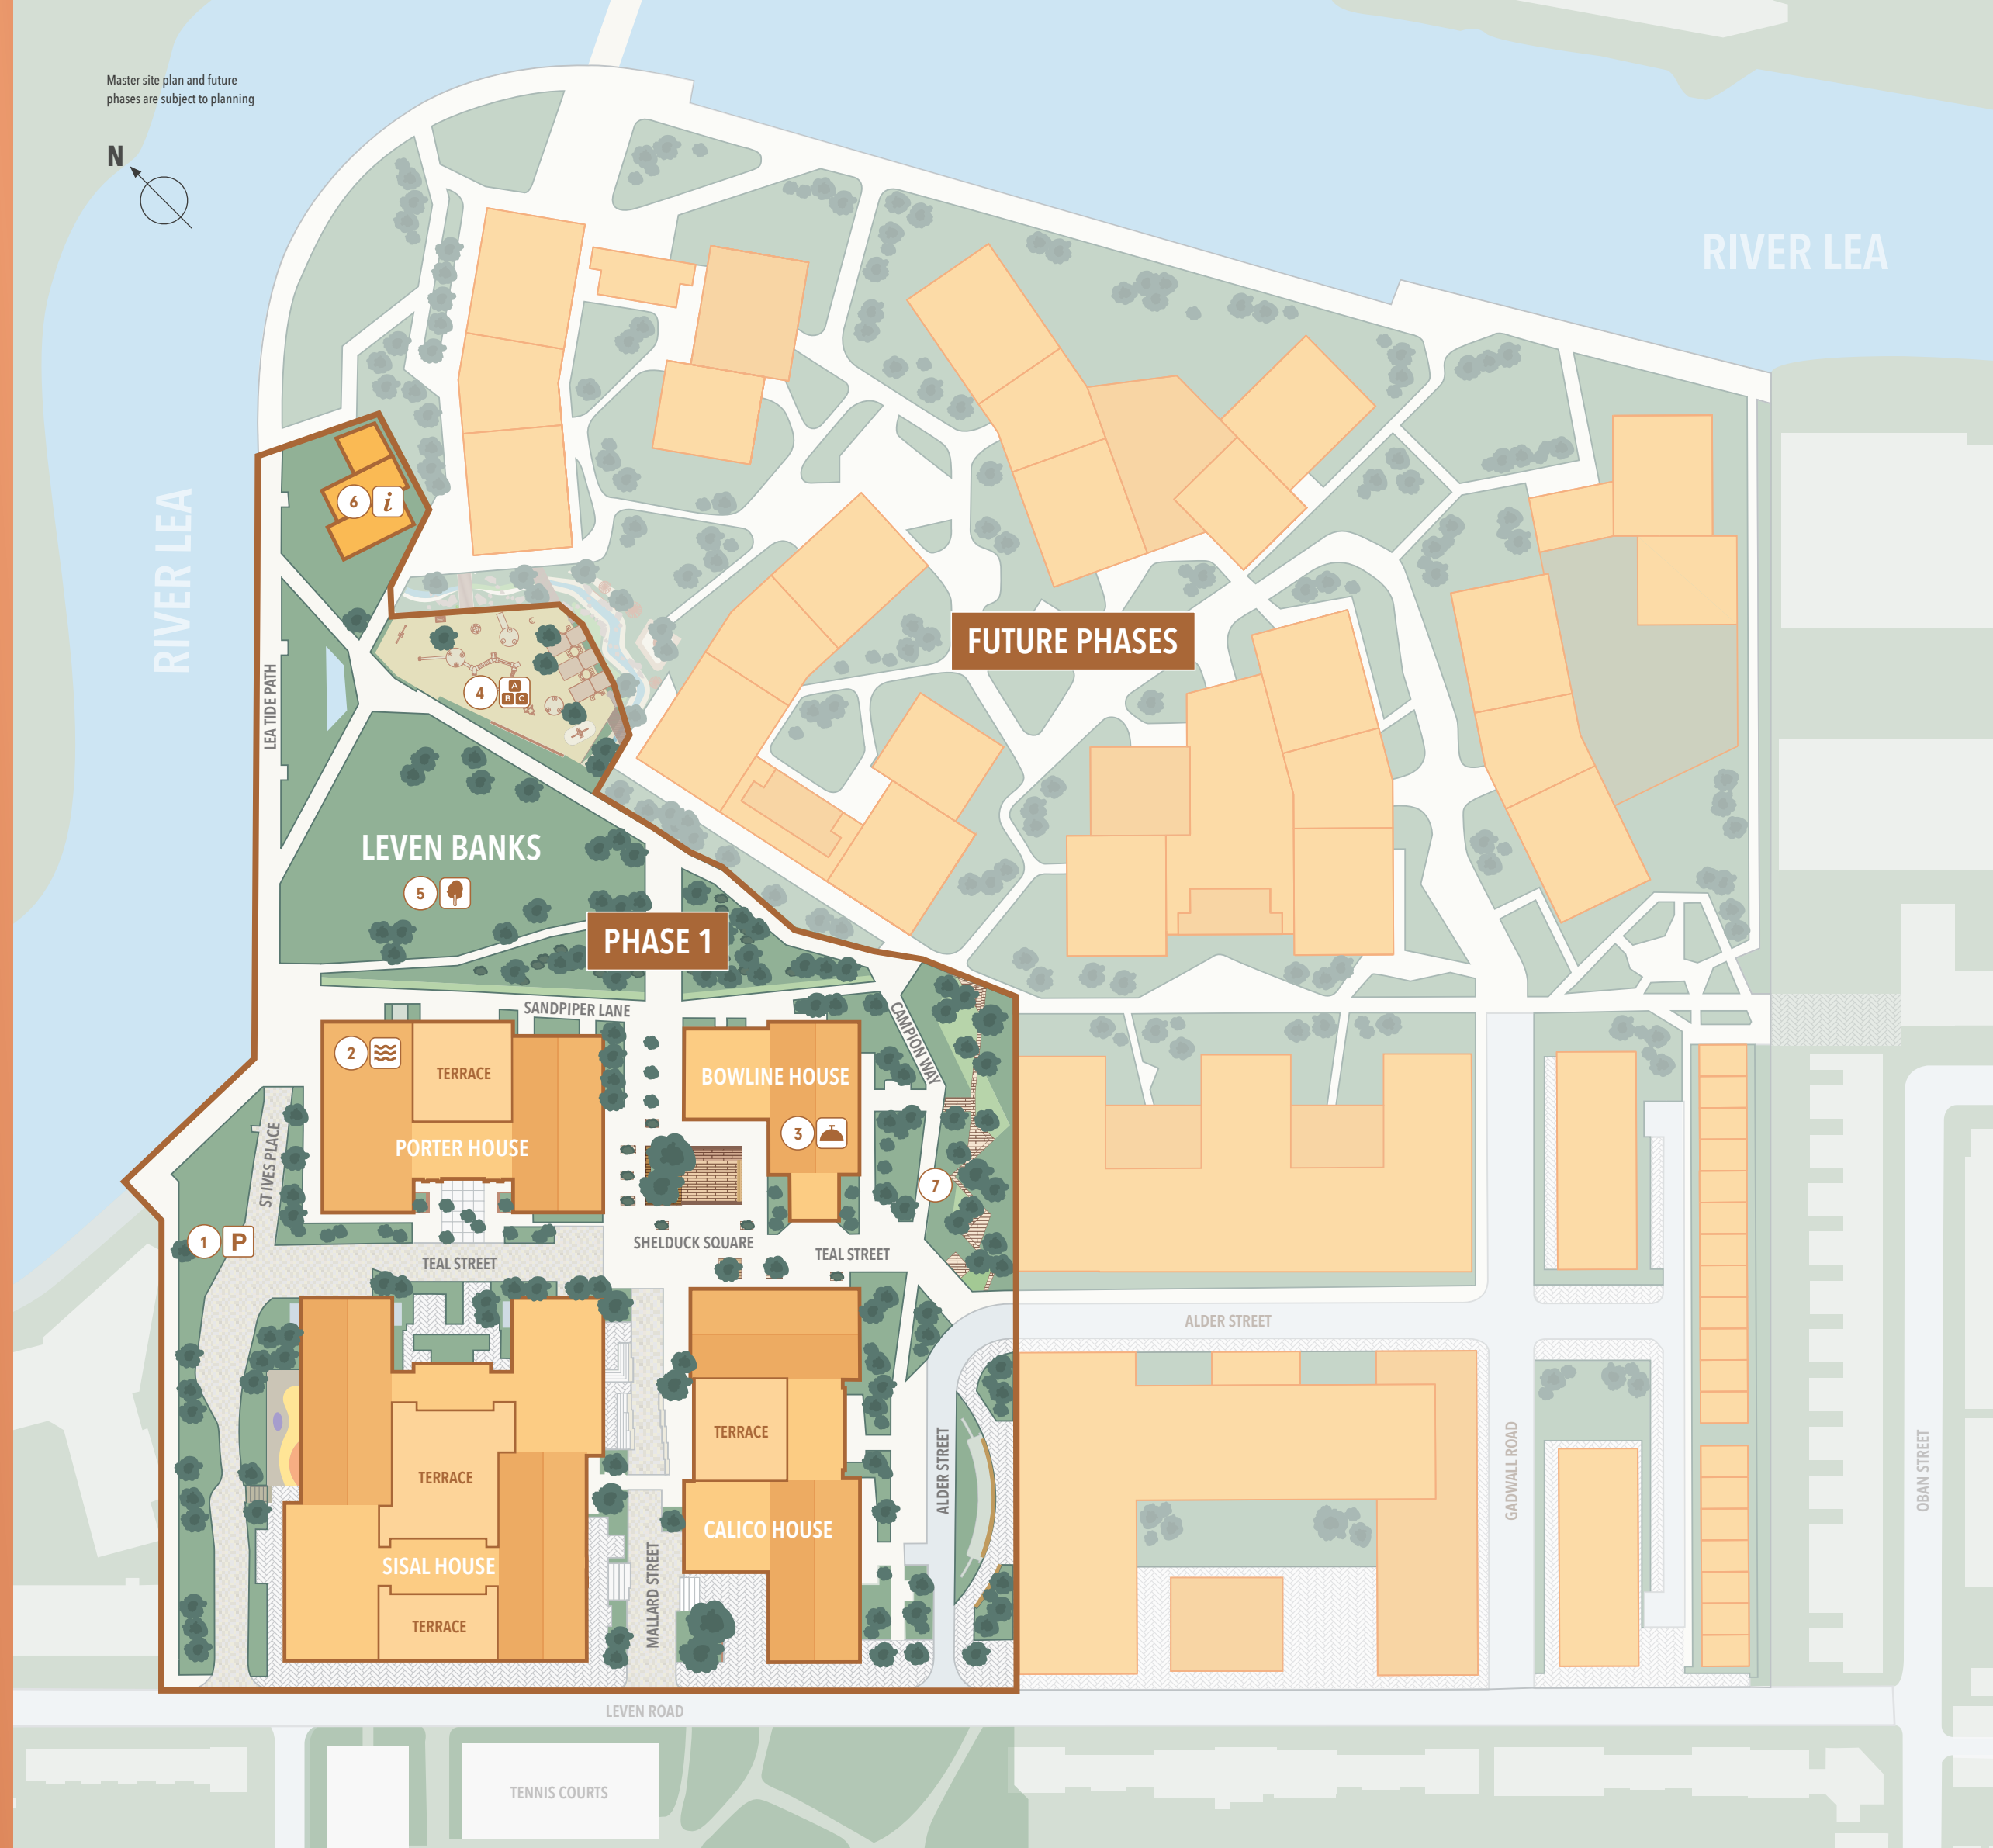 Master site plan and future
phases are subject to planning
N
RIVER LEA
RIVER LEA
6
i
FUTURE PHASES
4
A
B C
LEA TIDE PATH
LEVEN BANKS
5
PHASE 1
SANDPIPER LANE
CAMPION WAY
2
TERRACE
BOWLINE HOUSE
3
PORTER HOUSE
ST IVES PLACE
7
1
P
SHELDUCK SQUARE
TEAL STREET
TEAL STREET
ALDER STREET
TERRACE
TERRACE
ALDER STREET
GADWALL ROAD
OBAN STREET
CALICO HOUSE
SISAL HOUSE
MALLARD STREET
TERRACE
LEVEN ROAD
TENNIS COURTS